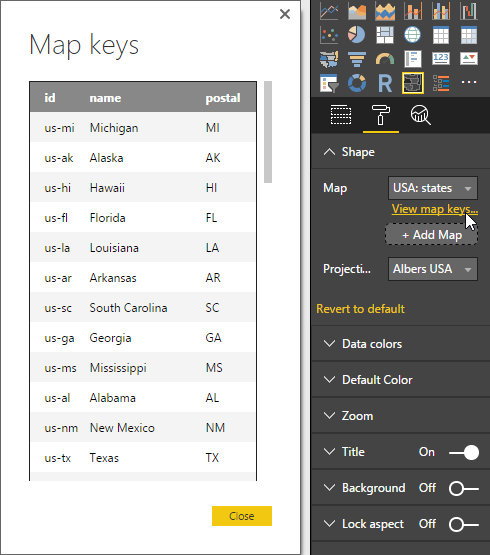 Map keys
id name postal
us-mi Michigan MI
us-ak Alaska AK
us-hi Hawaii HI
us-fl Florida FL
us-la Louisiana LA
us-ar Arkansas AR
us-sc South Carolina SC
us-ga Georgia GA
us-ms Mississippi MS
us-al Alabama AL
us-nm New Mexico NM
us-tx Texas TX
Close
R
123
Shape
Map USA: states
View map keys...
+ Add Map
Projecti... Albers USA
Revert to default
Data colors
Default Color
Zoom
Title On
Background Off
Lock aspect Off